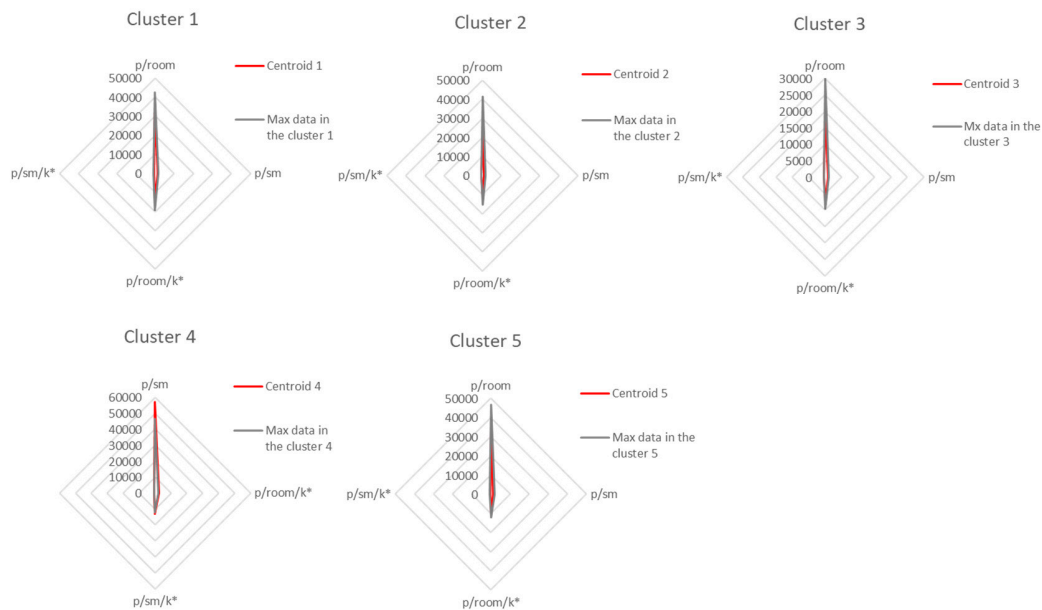 Cluster 1
p/room
50000
40000
30000
20000
10000
0
p/sm/k*
p/sm
p/room/k*
Centroid 1
Max data in
the cluster 1
Cluster 2
p/room
50000
40000
30000
20000
10000
0
p/sm/k*
p/sm
p/room/k*
Centroid 2
Max data in
the cluster 2
Cluster 3
p/room
30000
25000
20000
15000
10000
5000
0
p/sm/k*
p/sm
p/room/k*
Centroid 3
Mx data in the
cluster 3
Cluster 4
p/sm
60000
50000
40000
30000
20000
10000
0
p/room/k*
p/sm/k*
Centroid 4
Max data in
the cluster 4
Cluster 5
p/room
50000
40000
30000
20000
10000
0
p/sm/k*
p/sm
p/room/k*
Centroid 5
Max data in the
cluster 5